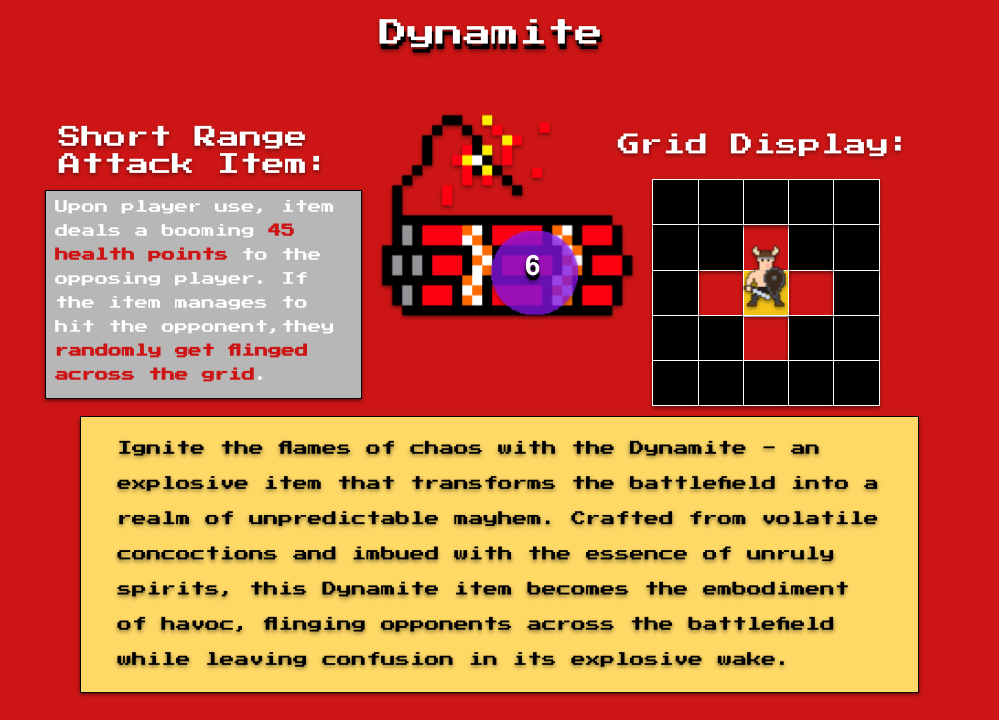 Dynamite
Short Range
Attack Item:
Upon player use, item
deals a booming 45
health points to the
opposing player. If
the item manages to
hit the opponent,they
randomly get flinged
across the grid.
6
Grid Display:
Ignite the flames of chaos with the Dynamite - an
explosive item that transforms the battlefield into a
realm of unpredictable mayhem. Crafted from volatile
concoctions and imbued with the essence of unruly
spirits, this Dynamite item becomes the embodiment
of havoc, flinging opponents across the battlefield
while leaving confusion in its explosive wake.